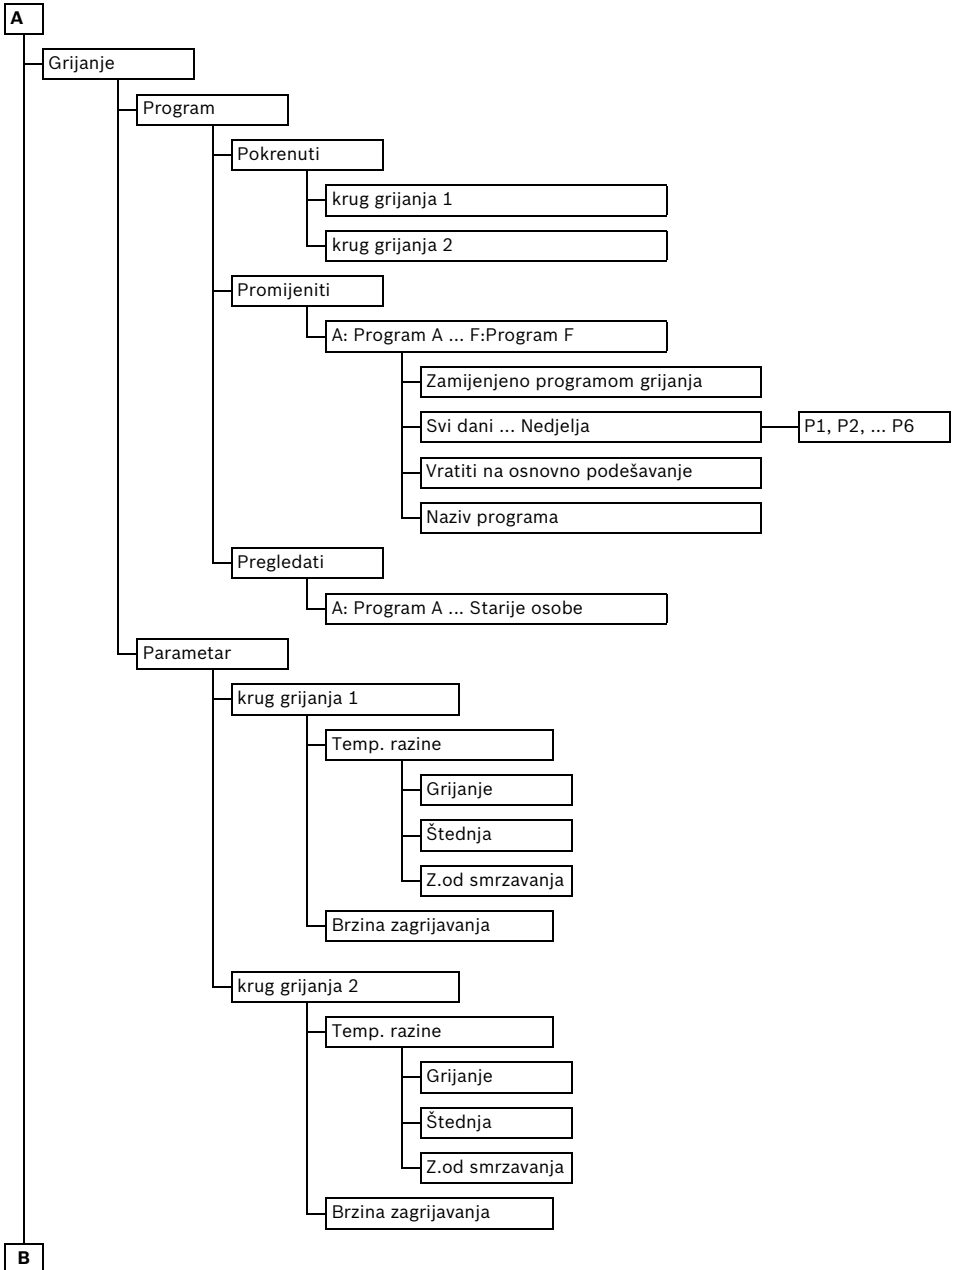 A
Grijanje
Program
Pokrenuti
krug grijanja 1
krug grijanja 2
Promijeniti
A: Program A ... F:Program F
Zamijenjeno programom grijanja
Svi dani ... Nedjelja
P1, P2, ... P6
Vratiti na osnovno podešavanje
Naziv programa
Pregledati
A: Program A ... Starije osobe
Parametar
krug grijanja 1
Temp. razine
Grijanje
Štednja
Z.od smrzavanja
Brzina zagrijavanja
krug grijanja 2
Temp. razine
Grijanje
Štednja
Z.od smrzavanja
Brzina zagrijavanja
B